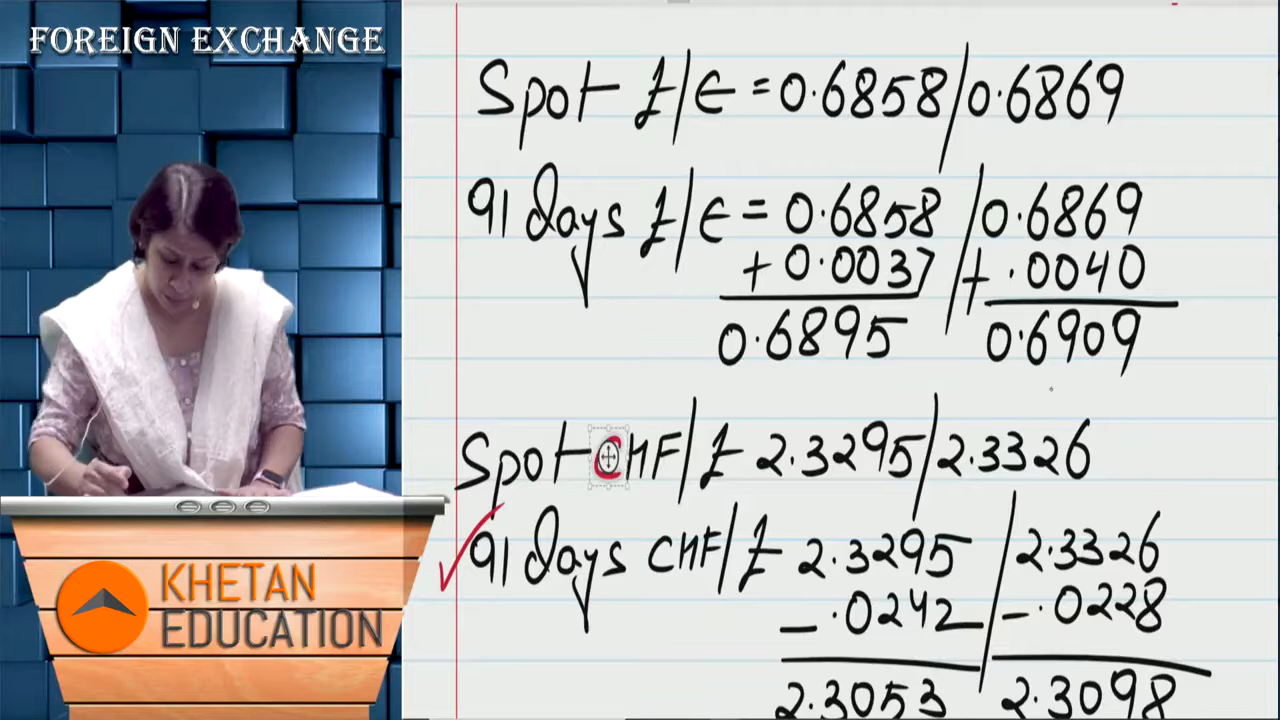 FOREIGN EXCHANGE
Spot £/€ = 0.6858/0.6869
91 days £/€ = 0.6858/0.6869
+0.0037 +.0040
0.6895 0.6909
Spot CHF/£ 2.3295/2.3326
91 days CHF/£ 2.3295/2.3326
-.0242 -.0228
2.3053 2.3098
KHETAN
EDUCATION